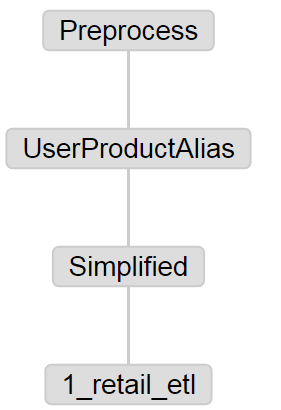 Preprocess
UserProductAlias
Simplified
1_retail_etl